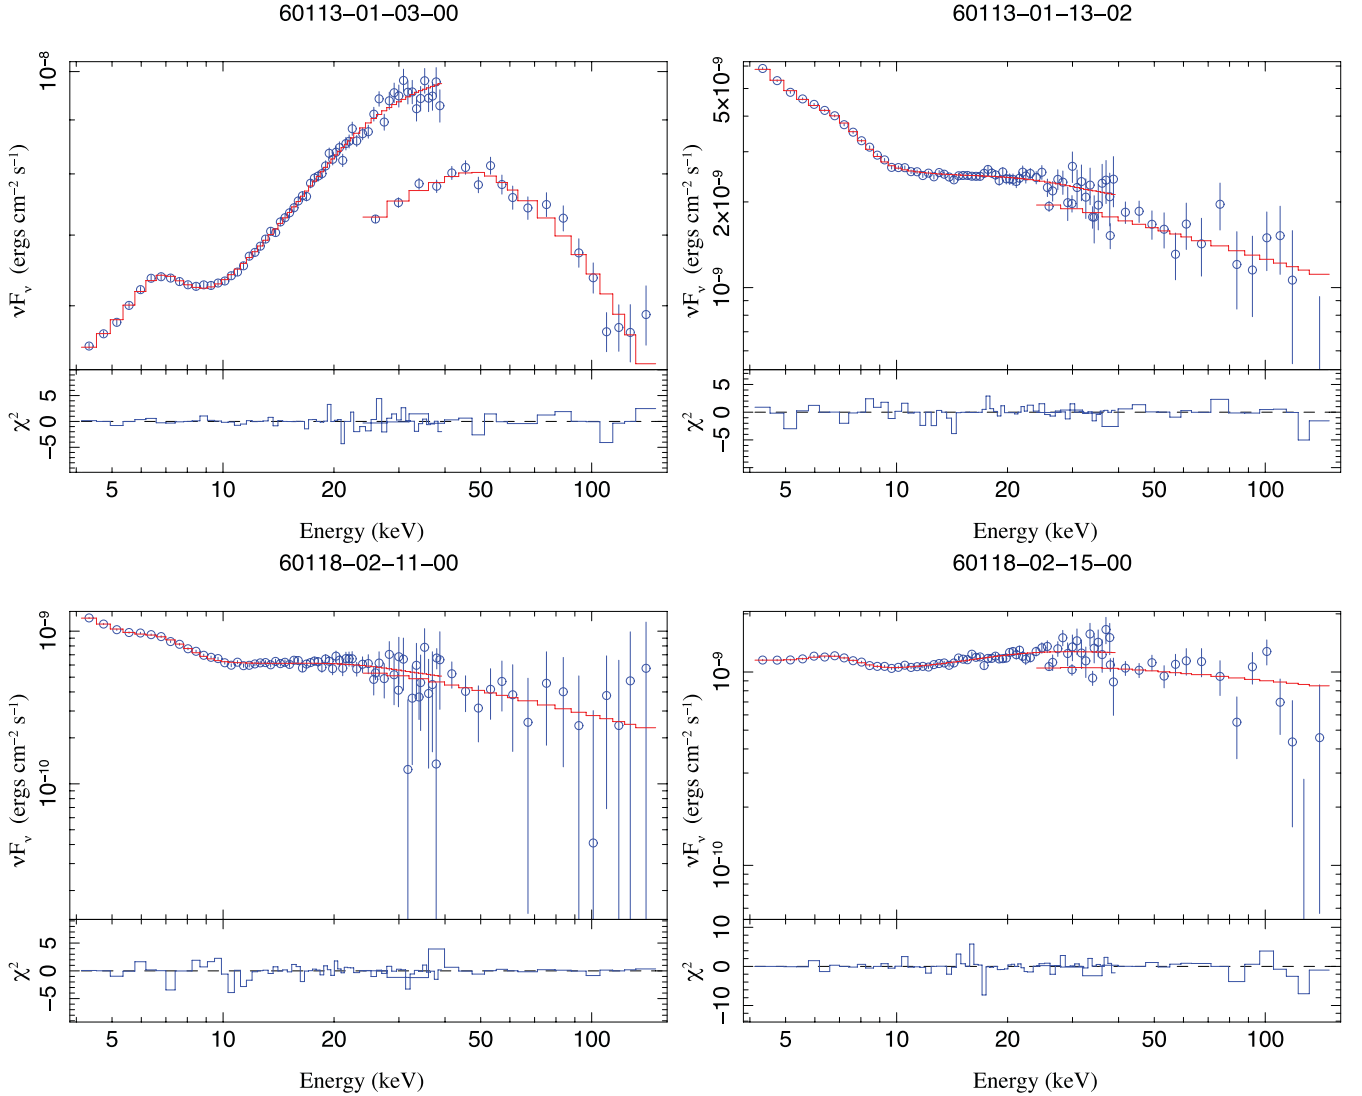 60113−01−03−00
10⁻⁸
νFᵥ (ergs cm⁻² s⁻¹)
5
0
−5
χ²
5 10 20 50 100
Energy (keV)
60113−01−13−02
5×10⁻⁹
2×10⁻⁹
10⁻⁹
νFᵥ (ergs cm⁻² s⁻¹)
5
0
−5
χ²
5 10 20 50 100
Energy (keV)
60118−02−11−00
10⁻⁹
10⁻¹⁰
νFᵥ (ergs cm⁻² s⁻¹)
5
0
−5
χ²
5 10 20 50 100
Energy (keV)
60118−02−15−00
10⁻⁹
10⁻¹⁰
νFᵥ (ergs cm⁻² s⁻¹)
10
0
−10
χ²
5 10 20 50 100
Energy (keV)